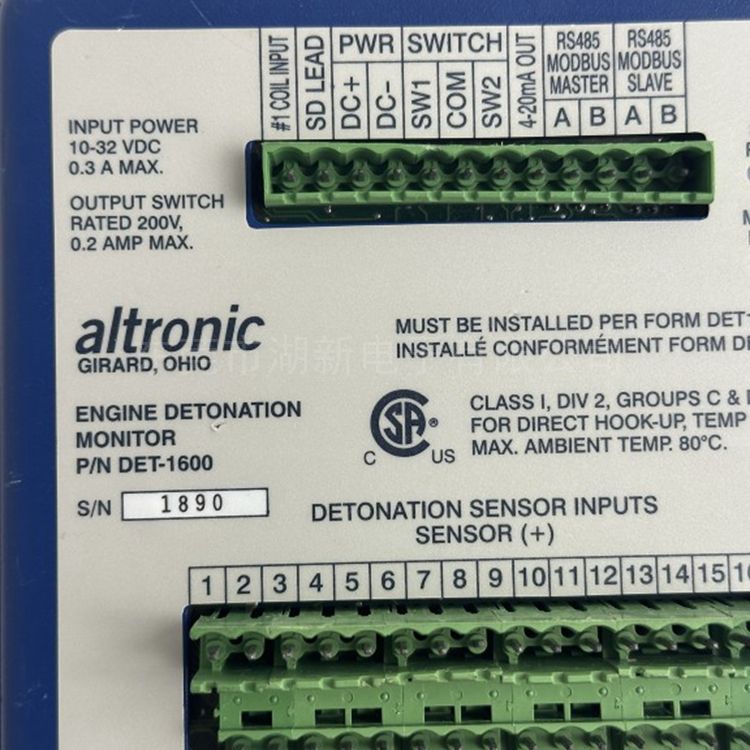 #1 COIL INPUT
SD LEAD
PWR
DC+
DC-
SWITCH
SW1
COM
SW2
4-20mA OUT
RS485
MODBUS
MASTER
A B
RS485
MODBUS
SLAVE
A B
INPUT POWER
10-32 VDC
0.3 A MAX.
OUTPUT SWITCH
RATED 200V,
0.2 AMP MAX.
altronic
GIRARD, OHIO
MUST BE INSTALLED PER FORM DET1
INSTALLÉ CONFORMÉMENT FORM DE
ENGINE DETONATION
MONITOR
P/N DET-1600
S/N 1890
CSA ®
C US
CLASS I, DIV 2, GROUPS C & D
FOR DIRECT HOOK-UP, TEMP
MAX. AMBIENT TEMP. 80°C.
DETONATION SENSOR INPUTS
SENSOR (+)
1 2 3 4 5 6 7 8 9 10 11 12 13 14 15